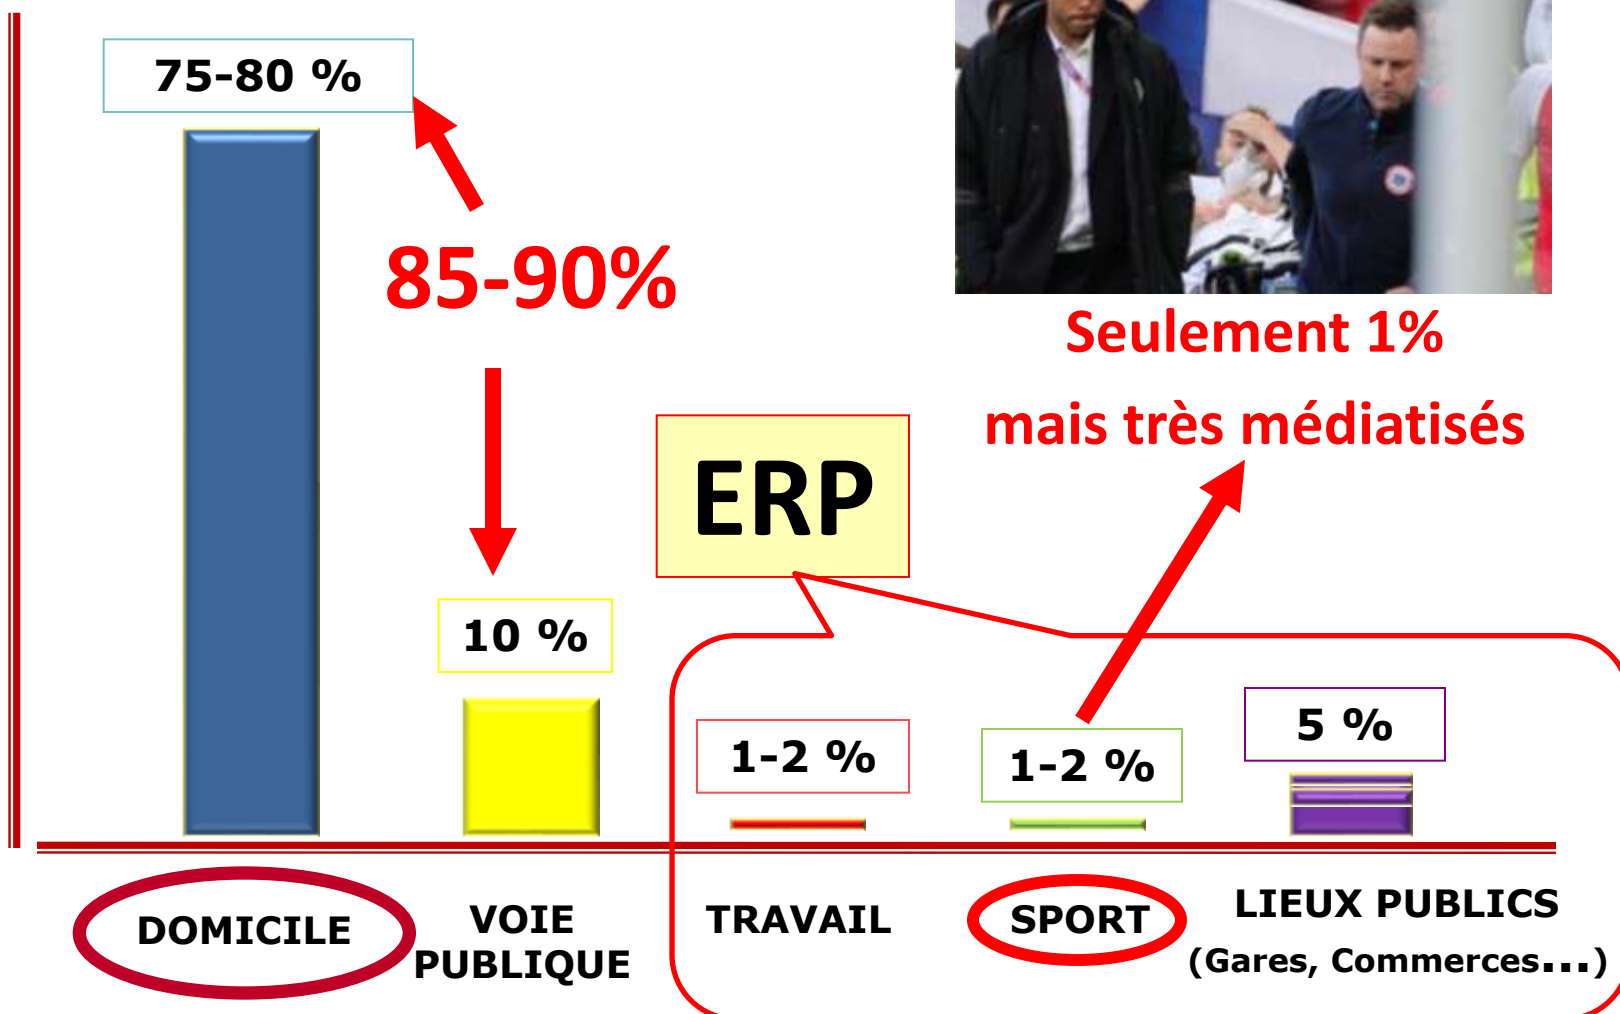 75-80 %
85-90%
Seulement 1%
mais très médiatisés
ERP
10 %
1-2 %
1-2 %
5 %
DOMICILE
VOIE
PUBLIQUE
TRAVAIL
SPORT
LIEUX PUBLICS
(Gares, Commerces...)